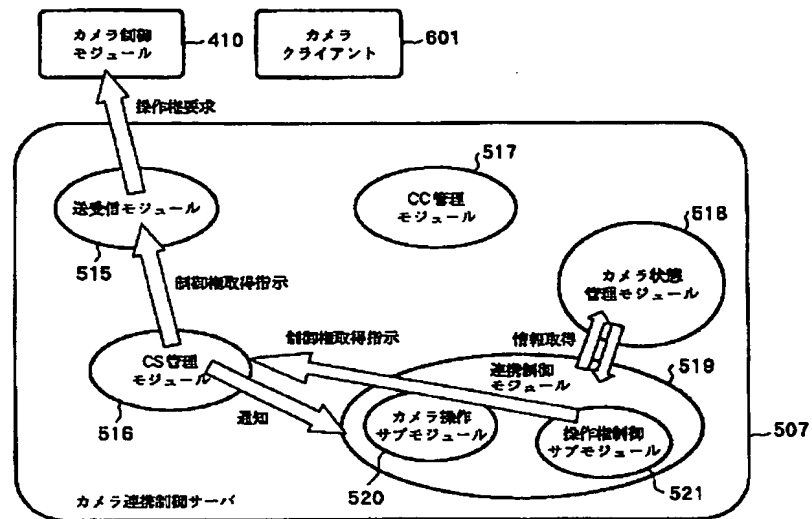 カメラ制御
モジュール
410
カメラ
クライアント
601
操作権要求
送受信モジュール
515
CC管理
モジュール
517
518
カメラ状態
管理モジュール
制御権取得指示
制御権取得指示
情報取得
CS管理
モジュール
516
通知
連携制御
モジュール
519
カメラ操作
サブモジュール
520
操作権制御
サブモジュール
521
507
カメラ連携制御サーバ